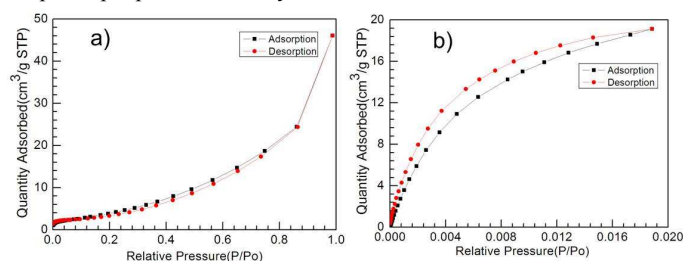 a)
Adsorption
Desorption
Quantity Adsorbed(cm³/g STP)
50
40
30
20
10
0
0.0 0.2 0.4 0.6 0.8 1.0
Relative Pressure(P/Po)
b)
Adsorption
Desorption
Quantity Adsorbed(cm³/g STP)
20
16
12
8
4
0
0.000 0.004 0.008 0.012 0.016 0.020
Relative Pressure(P/Po)